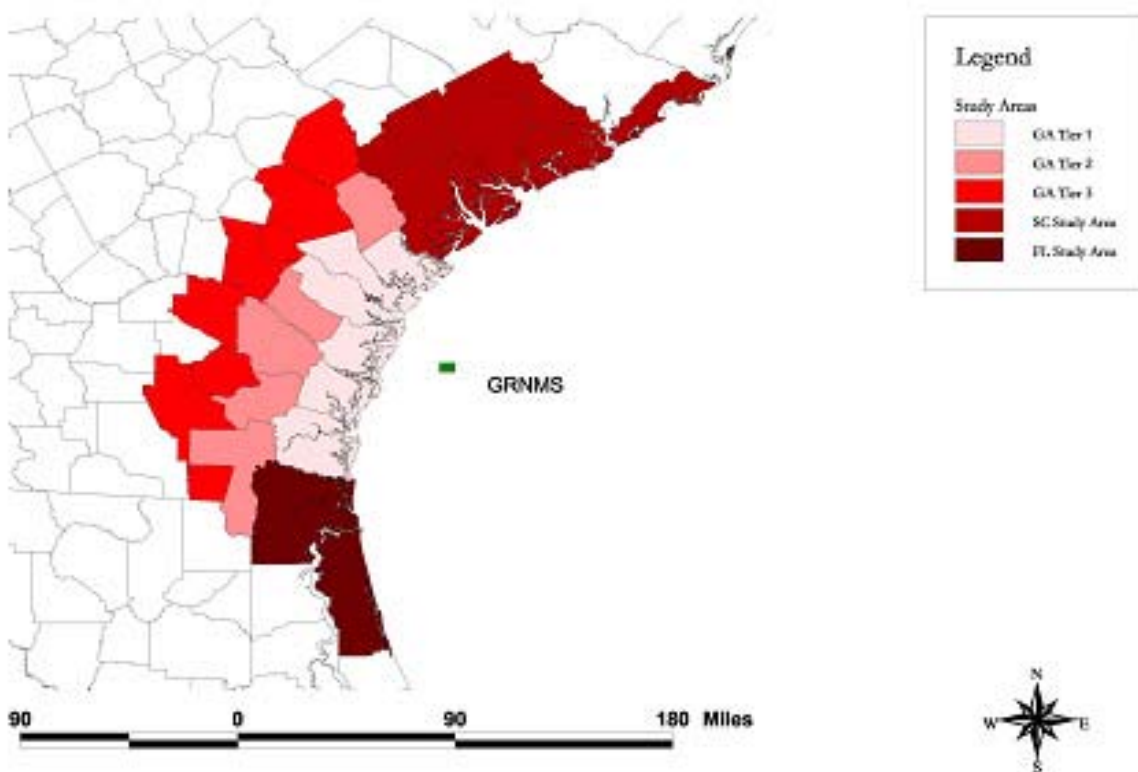 Legend
Study Areas
GA Tier 1
GA Tier 2
GA Tier 3
SC Study Area
FL Study Area
GRNMS
90 0 90 180 Miles
N
W E
S